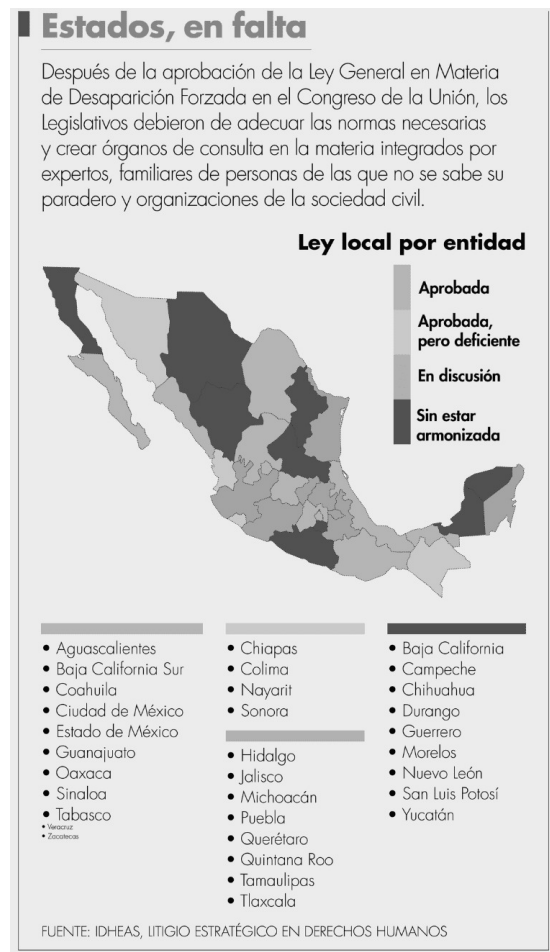 Estados, en falta
Después de la aprobación de la Ley General en Materia
de Desaparición Forzada en el Congreso de la Unión, los
Legislativos debieron de adecuar las normas necesarias
y crear órganos de consulta en la materia integrados por
expertos, familiares de personas de las que no se sabe su
paradero y organizaciones de la sociedad civil.
Ley local por entidad
Aprobada
Aprobada,
pero deficiente
En discusión
Sin estar
armonizada
• Aguascalientes
• Baja California Sur
• Coahuila
• Ciudad de México
• Estado de México
• Guanajuato
• Oaxaca
• Sinaloa
• Tabasco
• Veracruz
• Zacatecas
• Chiapas
• Colima
• Nayarit
• Sonora
• Hidalgo
• Jalisco
• Michoacán
• Puebla
• Querétaro
• Quintana Roo
• Tamaulipas
• Tlaxcala
• Baja California
• Campeche
• Chihuahua
• Durango
• Guerrero
• Morelos
• Nuevo León
• San Luis Potosí
• Yucatán
FUENTE: IDHEAS, LITIGIO ESTRATÉGICO EN DERECHOS HUMANOS